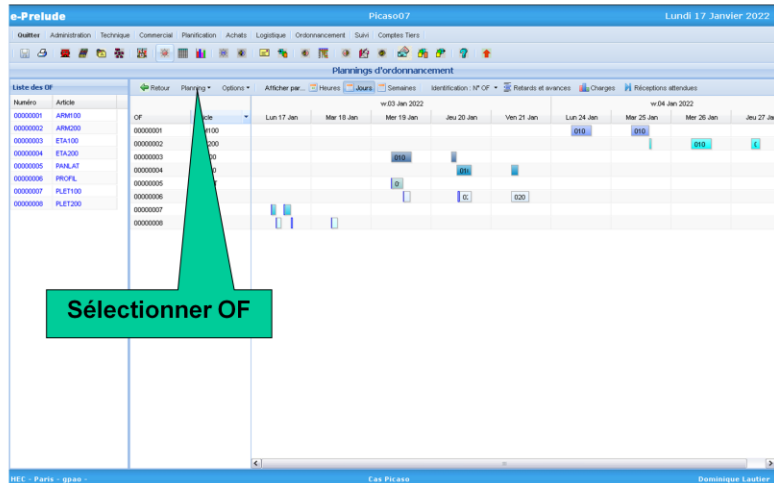 e-Prelude Picaso07 Lundi 17 Janvier 2022
Quitter Administration Technique Commercial Planification Achats Logistique Ordonnancement Suivi Comptes Tiers
Plannings d'ordonnancement
Liste des OF
Retour Planning Options Afficher par... Heures Jours Semaines Identification : N° OF Retards et avances Charges Réceptions attendues
Numéro Article
00000001 ARM100
00000002 ARM200
00000003 ETA100
00000004 ETA200
00000005 PANLAT
00000006 PROFIL
00000007 PLET100
00000008 PLET200
w.03 Jan 2022 w.04 Jan 2022
OF Lun 17 Jan Mar 18 Jan Mer 19 Jan Jeu 20 Jan Ven 21 Jan Lun 24 Jan Mar 25 Jan Mer 26 Jan Jeu 27 Ja
00000001 010 010
00000002 010
00000003 010
00000004
00000005
00000006 020
00000007
00000008
Sélectionner OF
HEC - Paris - gpao - Cas Picaso Dominique Lautier